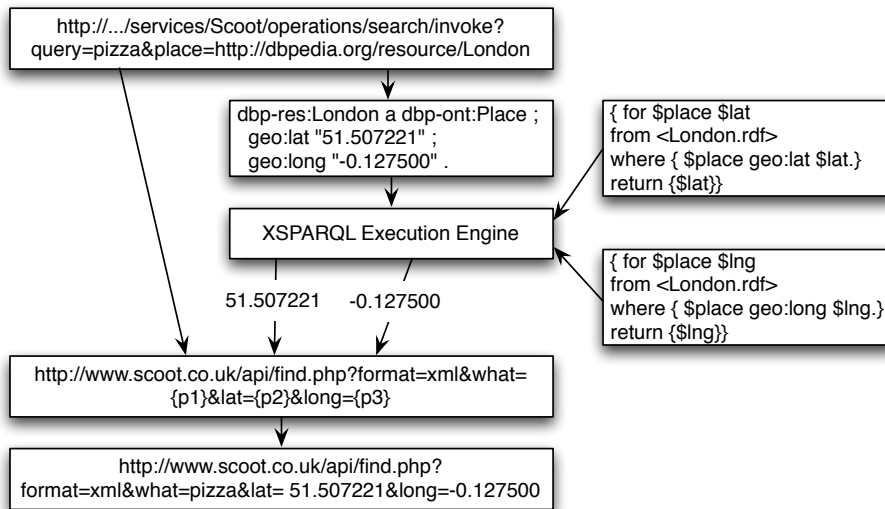 http://.../services/Scoot/operations/search/invoke?
query=pizza&place=http://dbpedia.org/resource/London
dbp-res:London a dbp-ont:Place ;
geo:lat "51.507221" ;
geo:long "-0.127500" .
{ for $place $lat
from <London.rdf>
where { $place geo:lat $lat.}
return {$lat}}
XSPARQL Execution Engine
{ for $place $lng
from <London.rdf>
where { $place geo:long $lng.}
return {$lng}}
51.507221
-0.127500
http://www.scoot.co.uk/api/find.php?format=xml&what=
{p1}&lat={p2}&long={p3}
http://www.scoot.co.uk/api/find.php?
format=xml&what=pizza&lat= 51.507221&long=-0.127500